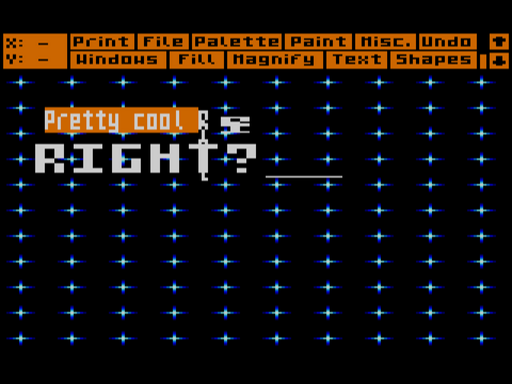 X: - Print File Palette Paint Misc. Undo
Y: - Windows Fill Magnify Text Shapes
Pretty cool R
RIGHT?